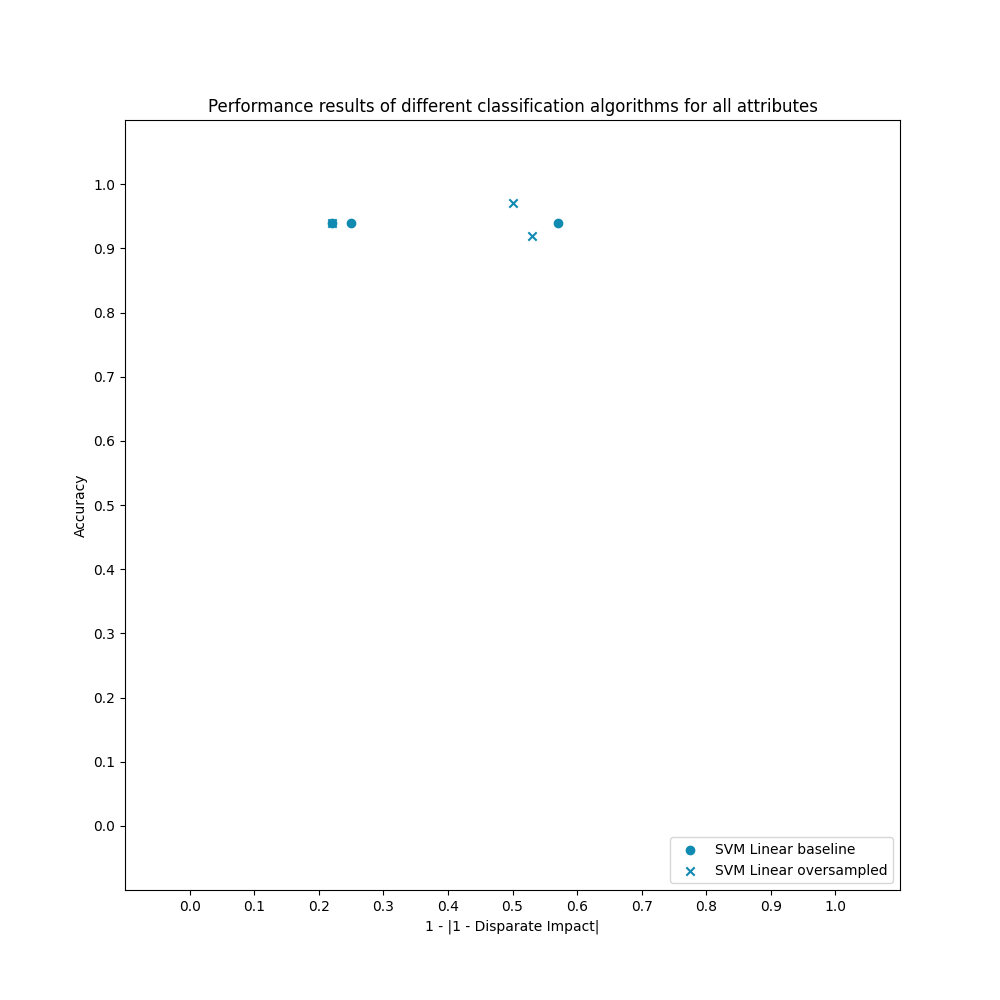 Performance results of different classification algorithms for all attributes
1.0
0.9
0.8
0.7
0.6
0.5
0.4
0.3
0.2
0.1
0.0
Accuracy
SVM Linear baseline
SVM Linear oversampled
0.0 0.1 0.2 0.3 0.4 0.5 0.6 0.7 0.8 0.9 1.0
1 - |1 - Disparate Impact|